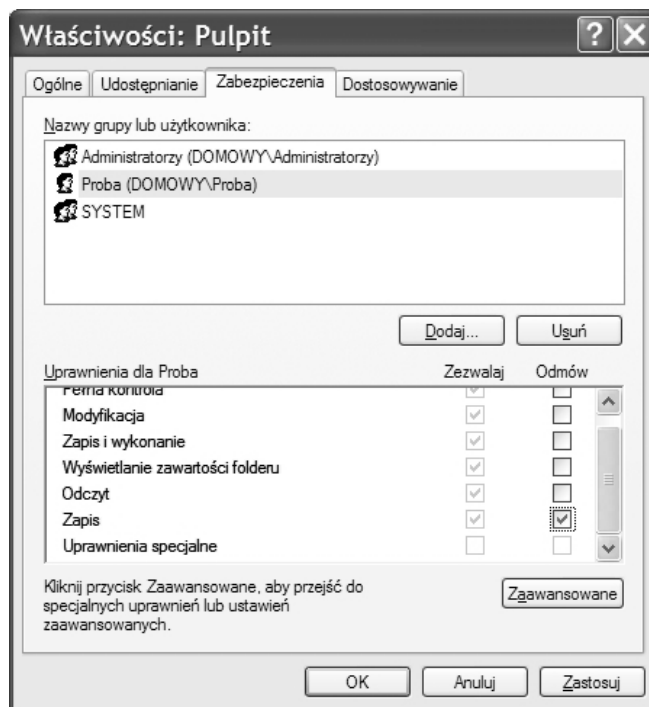 Właściwości: Pulpit
Ogólne Udostępnianie Zabezpieczenia Dostosowywanie
Nazwy grupy lub użytkownika:
Administratorzy (DOMOWY\Administratorzy)
Proba (DOMOWY\Proba)
SYSTEM
Dodaj... Usuń
Uprawnienia dla Proba Zezwalaj Odmów
Pełna kontrola
Modyfikacja
Zapis i wykonanie
Wyświetlanie zawartości folderu
Odczyt
Zapis
Uprawnienia specjalne
Kliknij przycisk Zaawansowane, aby przejść do
specjalnych uprawnień lub ustawień
zaawansowanych.
Zaawansowane
OK Anuluj Zastosuj